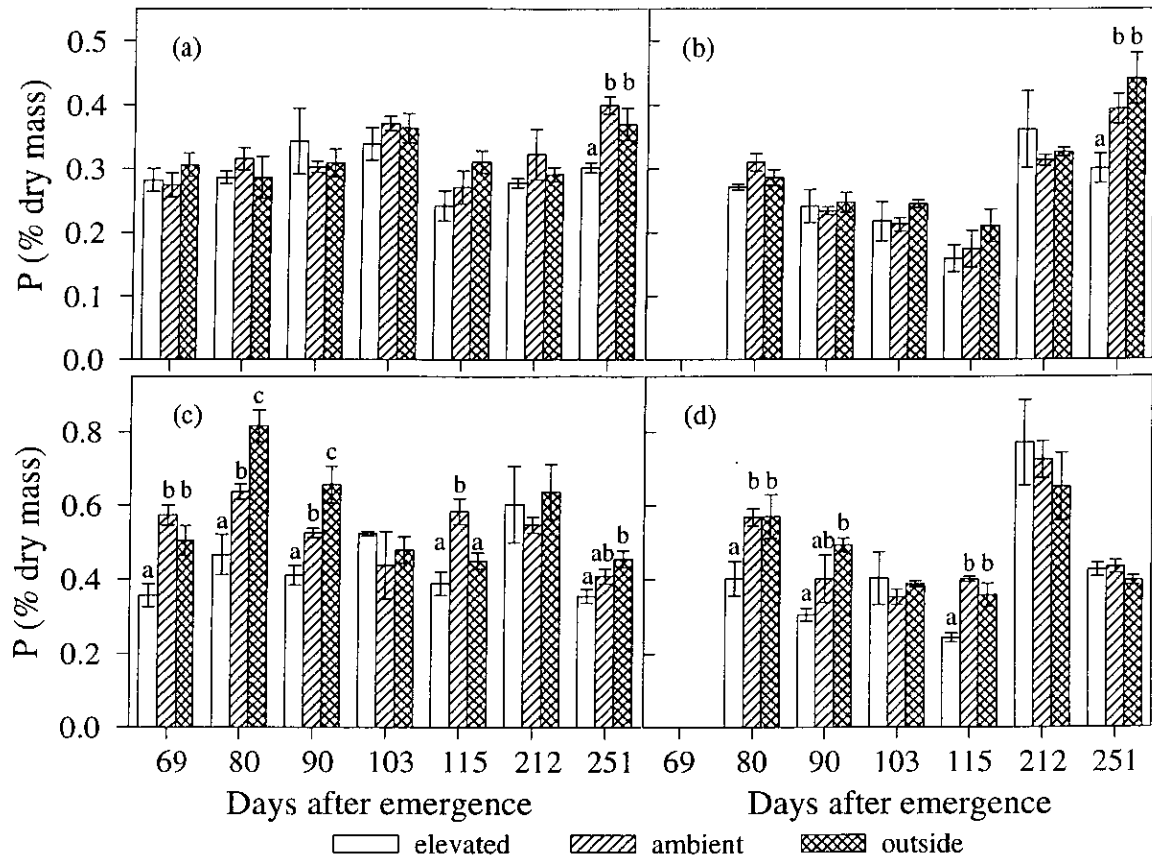 (a)
(b)
b b
b b
a
a
0.5
0.4
0.3
0.2
0.1
0.0
P (% dry mass)
(c)
(d)
c
c
b b
b
b
b
a
a
a
a
a
a
ab
b
b b
a
ab
b
a
a
b b
0.8
0.6
0.4
0.2
0.0
P (% dry mass)
69 80 90 103 115 212 251
69 80 90 103 115 212 251
Days after emergence
Days after emergence
elevated ambient outside